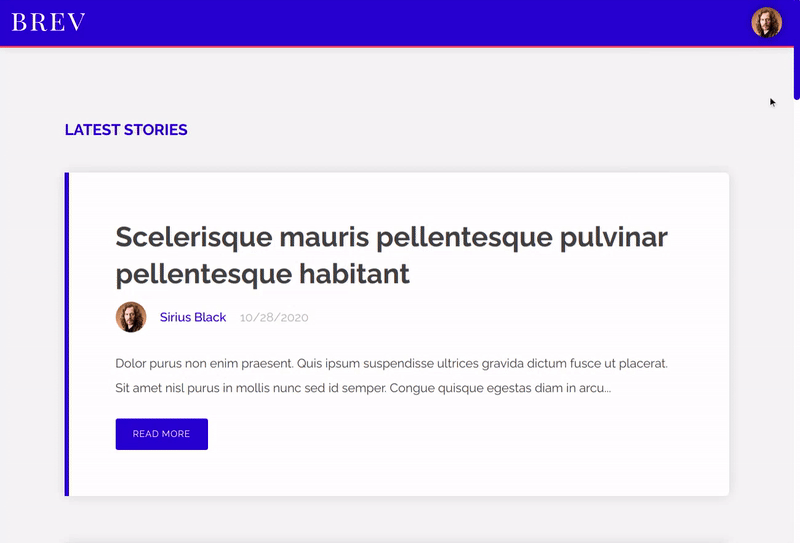 BREV
LATEST STORIES
Scelerisque mauris pellentesque pulvinar
pellentesque habitant
Sirius Black 10/28/2020
Dolor purus non enim praesent. Quis ipsum suspendisse ultrices gravida dictum fusce ut placerat.
Sit amet nisl purus in mollis nunc sed id semper. Congue quisque egestas diam in arcu...
READ MORE